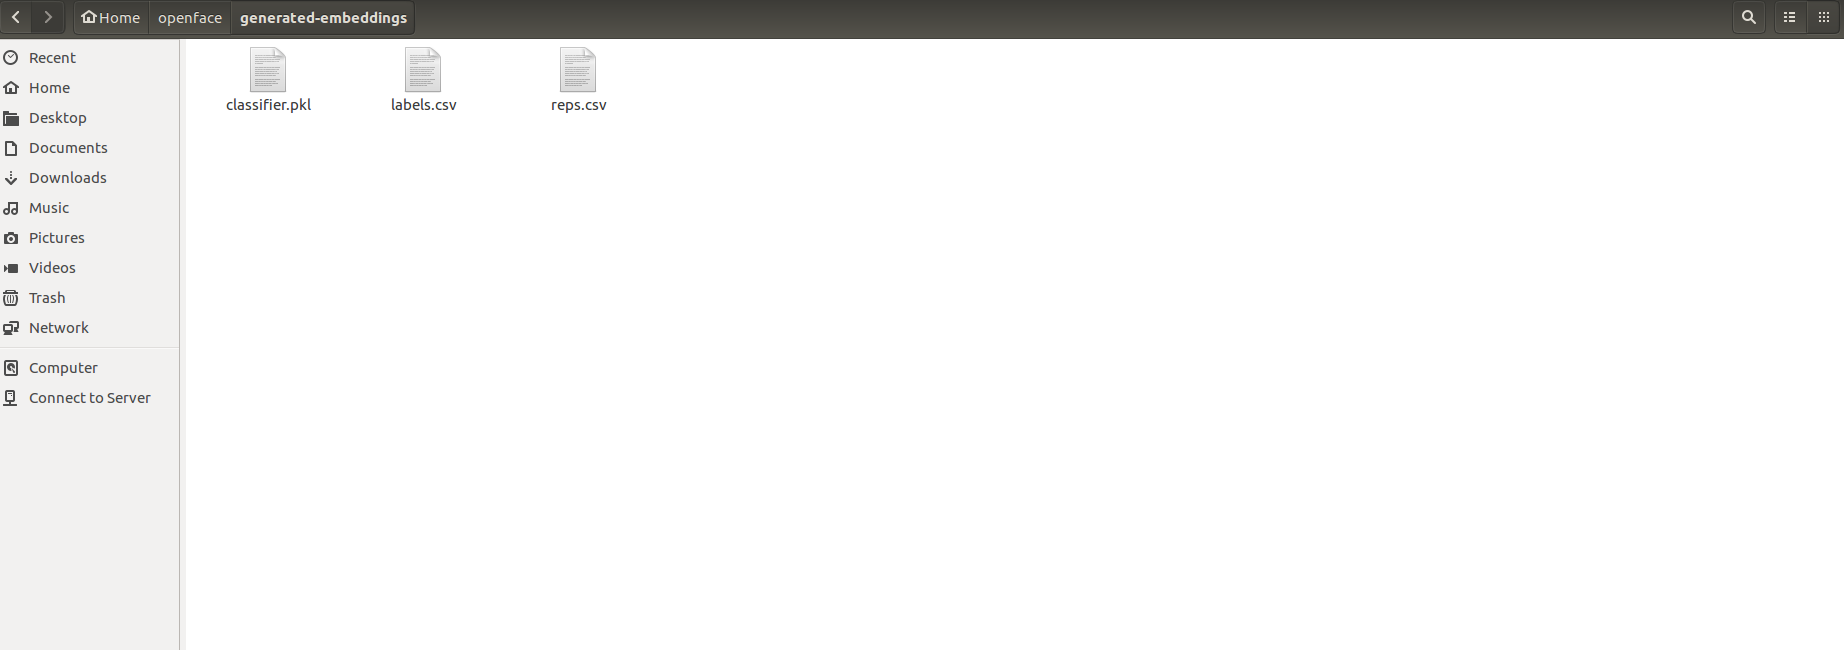 Home openface generated-embeddings
Recent
Home
Desktop
Documents
Downloads
Music
Pictures
Videos
Trash
Network
Computer
Connect to Server
classifier.pkl labels.csv reps.csv